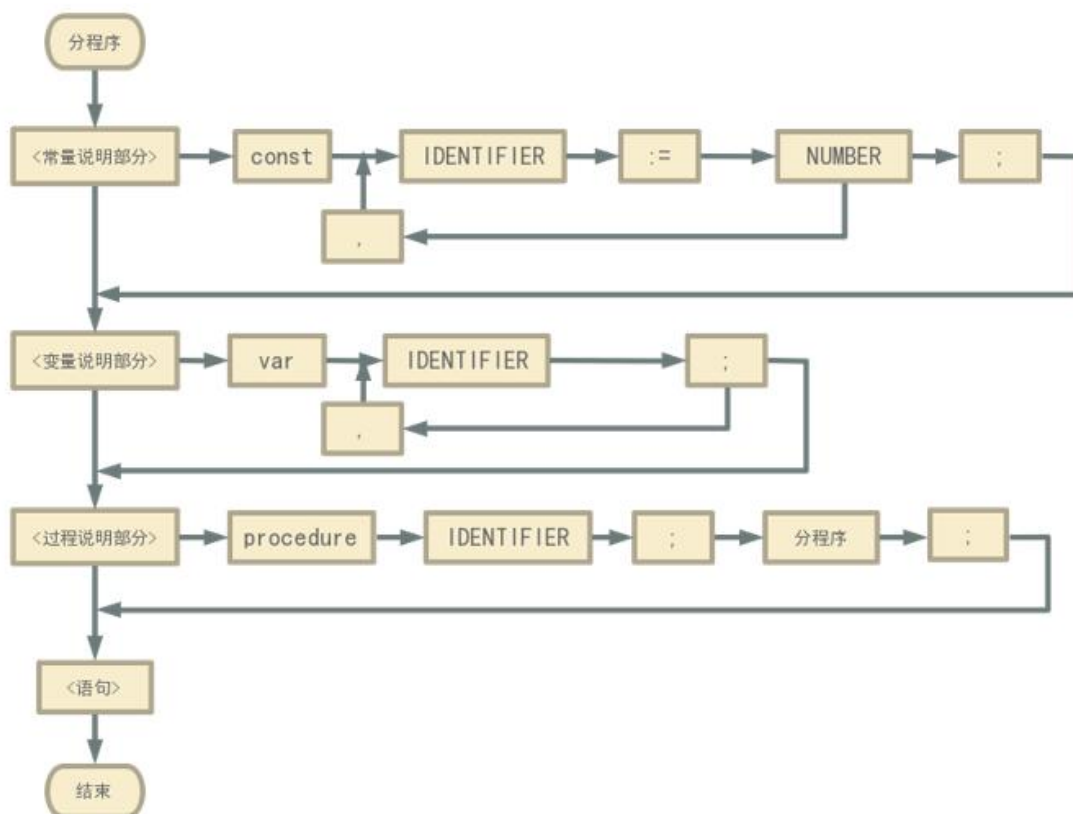 分程序
<常量说明部分> const IDENTIFIER := NUMBER ;
,
<变量说明部分> var IDENTIFIER ;
,
<过程说明部分> procedure IDENTIFIER ; 分程序 ;
<语句>
结束